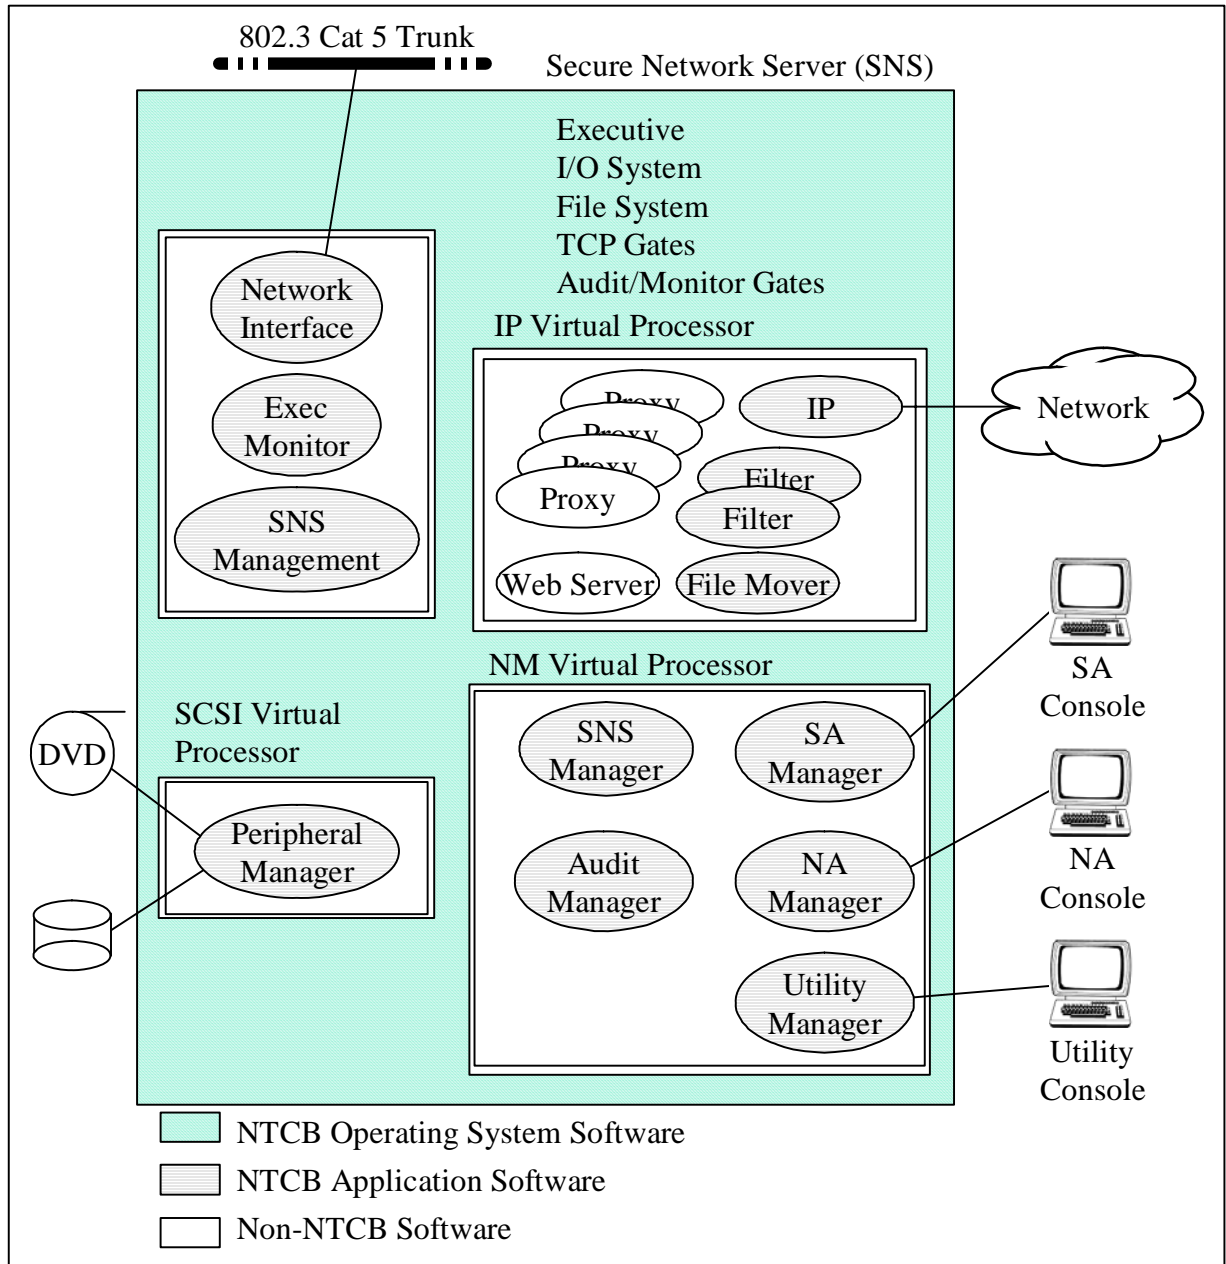 802.3 Cat 5 Trunk
Secure Network Server (SNS)
Executive
I/O System
File System
TCP Gates
Audit/Monitor Gates
Network
Interface
Exec
Monitor
SNS
Management
IP Virtual Processor
Proxy
Proxy
Proxy
Proxy
IP
Filter
Filter
Web Server
File Mover
Network
SA
Console
NM Virtual Processor
SNS
Manager
SA
Manager
Audit
Manager
NA
Manager
Utility
Manager
NA
Console
Utility
Console
SCSI Virtual
Processor
DVD
Peripheral
Manager
NTCB Operating System Software
NTCB Application Software
Non-NTCB Software